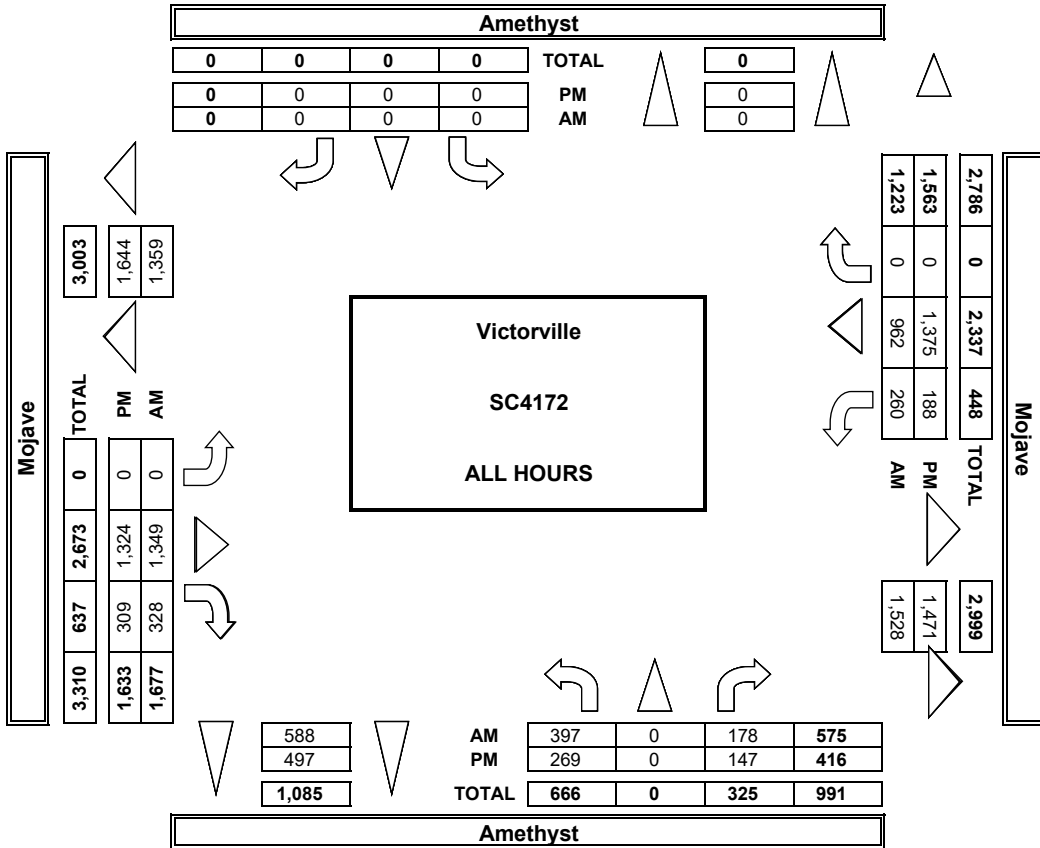 Amethyst
0 0 0 0 TOTAL 0
0 0 0 0 PM 0
0 0 0 0 AM 0
Mojave
3,003
1,644
1,359
TOTAL
PM
AM
0 2,673 637 3,310
0 1,324 309 1,633
0 1,349 328 1,677
Victorville
SC4172
ALL HOURS
2,786 0 2,337 448 TOTAL
1,563 0 1,375 188 PM
1,223 0 962 260 AM
2,999
1,471
1,528
Mojave
588 AM 397 0 178 575
497 PM 269 0 147 416
1,085 TOTAL 666 0 325 991
Amethyst